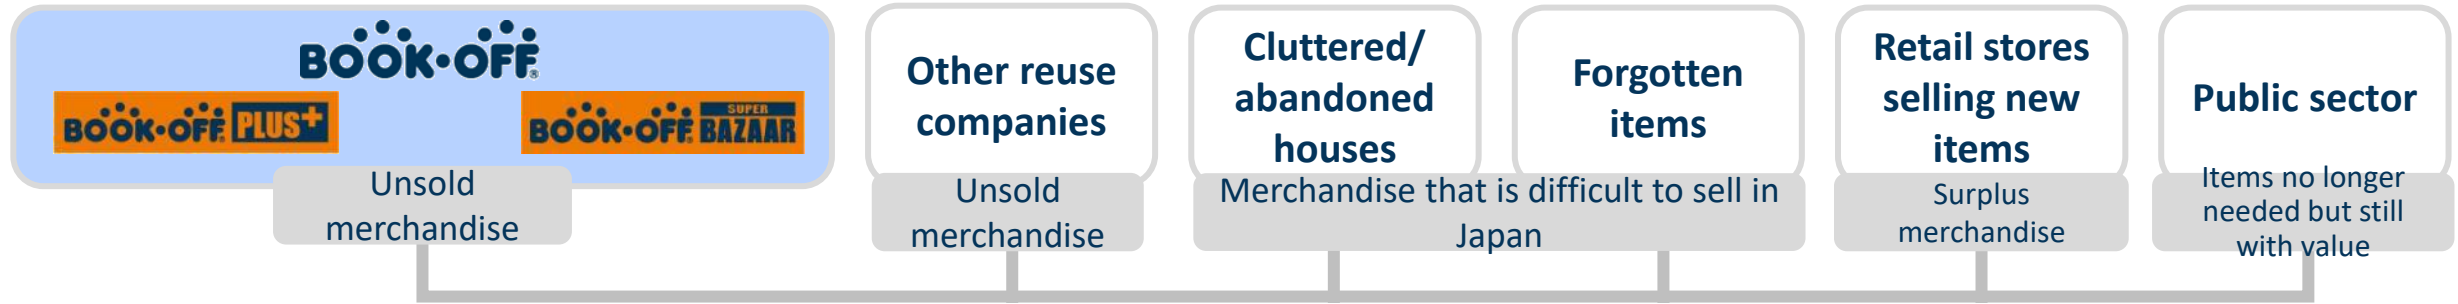 BOOK•OFF
BOOK•OFF PLUS+
BOOK•OFF SUPER BAZAAR
Unsold
merchandise
Other reuse
companies
Unsold
merchandise
Cluttered/
abandoned
houses
Forgotten
items
Merchandise that is difficult to sell in
Japan
Retail stores
selling new
items
Surplus
merchandise
Public sector
Items no longer
needed but still
with value